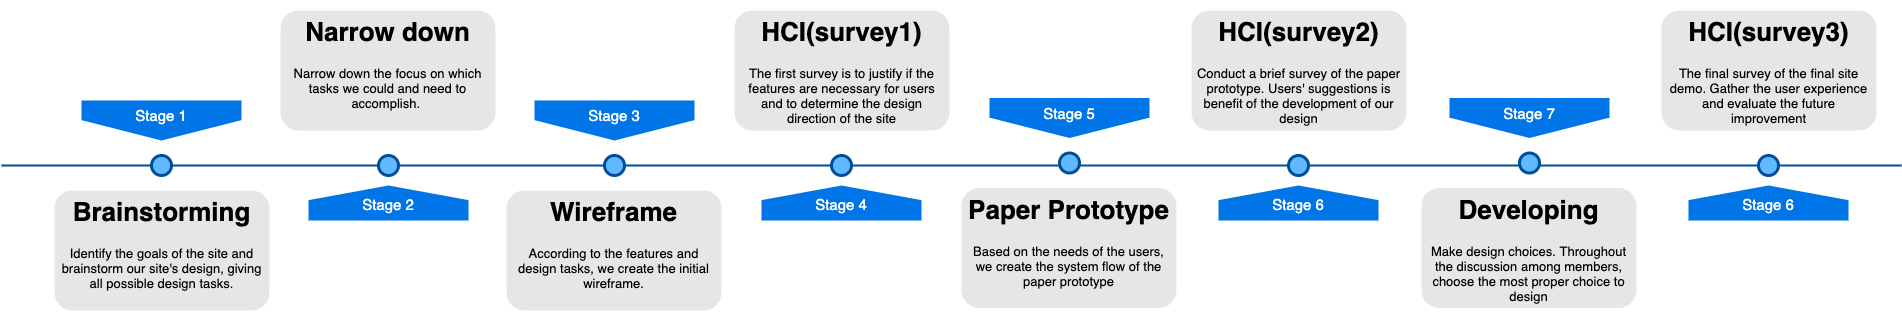 Stage 1
Brainstorming
Identify the goals of the site and
brainstorm our site's design, giving
all possible design tasks.
Narrow down
Narrow down the focus on which
tasks we could and need to
accomplish.
Stage 2
Stage 3
Wireframe
According to the features and
design tasks, we create the initial
wireframe.
HCI(survey1)
The first survey is to justify if the
features are necessary for users
and to determine the design
direction of the site
Stage 4
Stage 5
Paper Prototype
Based on the needs of the users,
we create the system flow of the
paper prototype
HCI(survey2)
Conduct a brief survey of the paper
prototype. Users' suggestions is
benefit of the development of our
design
Stage 6
Stage 7
Developing
Make design choices. Throughout
the discussion among members,
choose the most proper choice to
design
HCI(survey3)
The final survey of the final site
demo. Gather the user experience
and evaluate the future
improvement
Stage 6